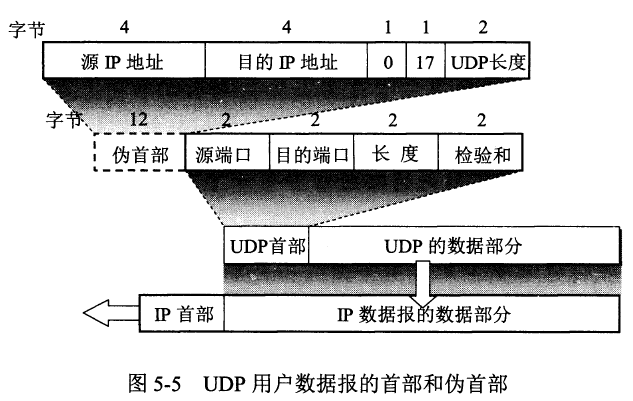 字节 4 4 1 1 2
源 IP 地址 目的 IP 地址 0 17 UDP长度
字节 12 2 2 2 2
伪首部 源端口 目的端口 长 度 检验和
UDP首部 UDP 的数据部分
IP 首部 IP 数据报的数据部分
图 5-5 UDP 用户数据报的首部和伪首部